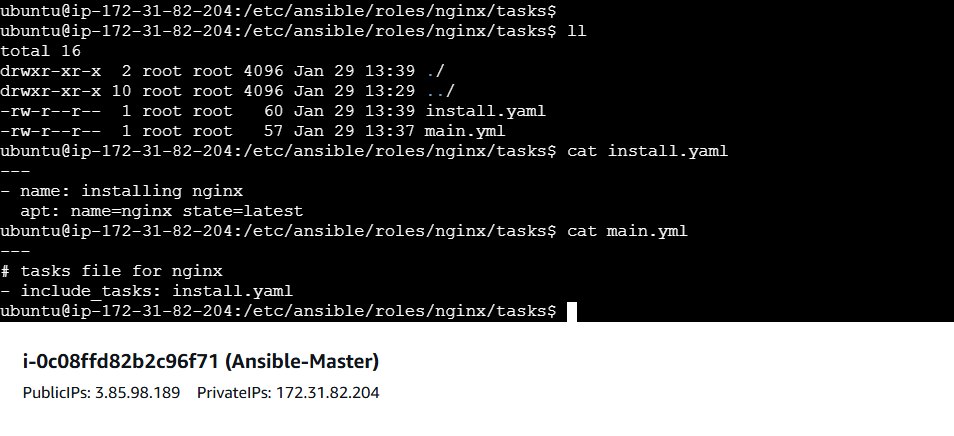 ubuntu@ip-172-31-82-204:/etc/ansible/roles/nginx/tasks$
ubuntu@ip-172-31-82-204:/etc/ansible/roles/nginx/tasks$ ll
total 16
drwxr-xr-x  2 root root 4096 Jan 29 13:39 ./
drwxr-xr-x 10 root root 4096 Jan 29 13:29 ../
-rw-r--r--  1 root root   60 Jan 29 13:39 install.yaml
-rw-r--r--  1 root root   57 Jan 29 13:37 main.yml
ubuntu@ip-172-31-82-204:/etc/ansible/roles/nginx/tasks$ cat install.yaml
---
- name: installing nginx
  apt: name=nginx state=latest
ubuntu@ip-172-31-82-204:/etc/ansible/roles/nginx/tasks$ cat main.yml
---
# tasks file for nginx
- include_tasks: install.yaml
ubuntu@ip-172-31-82-204:/etc/ansible/roles/nginx/tasks$
i-0c08ffd82b2c96f71 (Ansible-Master)
PublicIPs: 3.85.98.189    PrivateIPs: 172.31.82.204